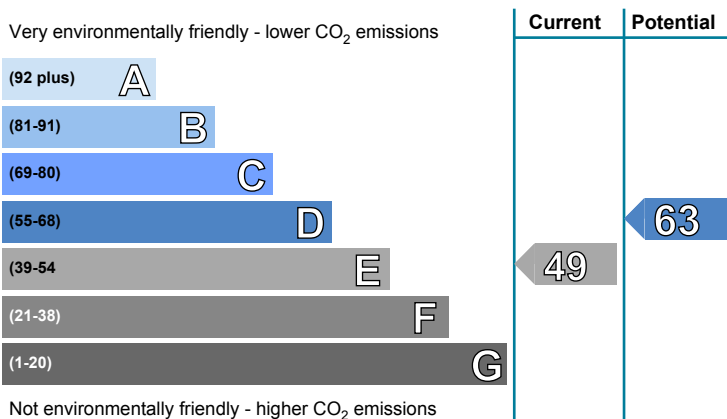 Current Potential
Very environmentally friendly - lower CO₂ emissions
(92 plus) A
(81-91) B
(69-80) C
(55-68) D 63
(39-54 E 49
(21-38) F
(1-20) G
Not environmentally friendly - higher CO₂ emissions